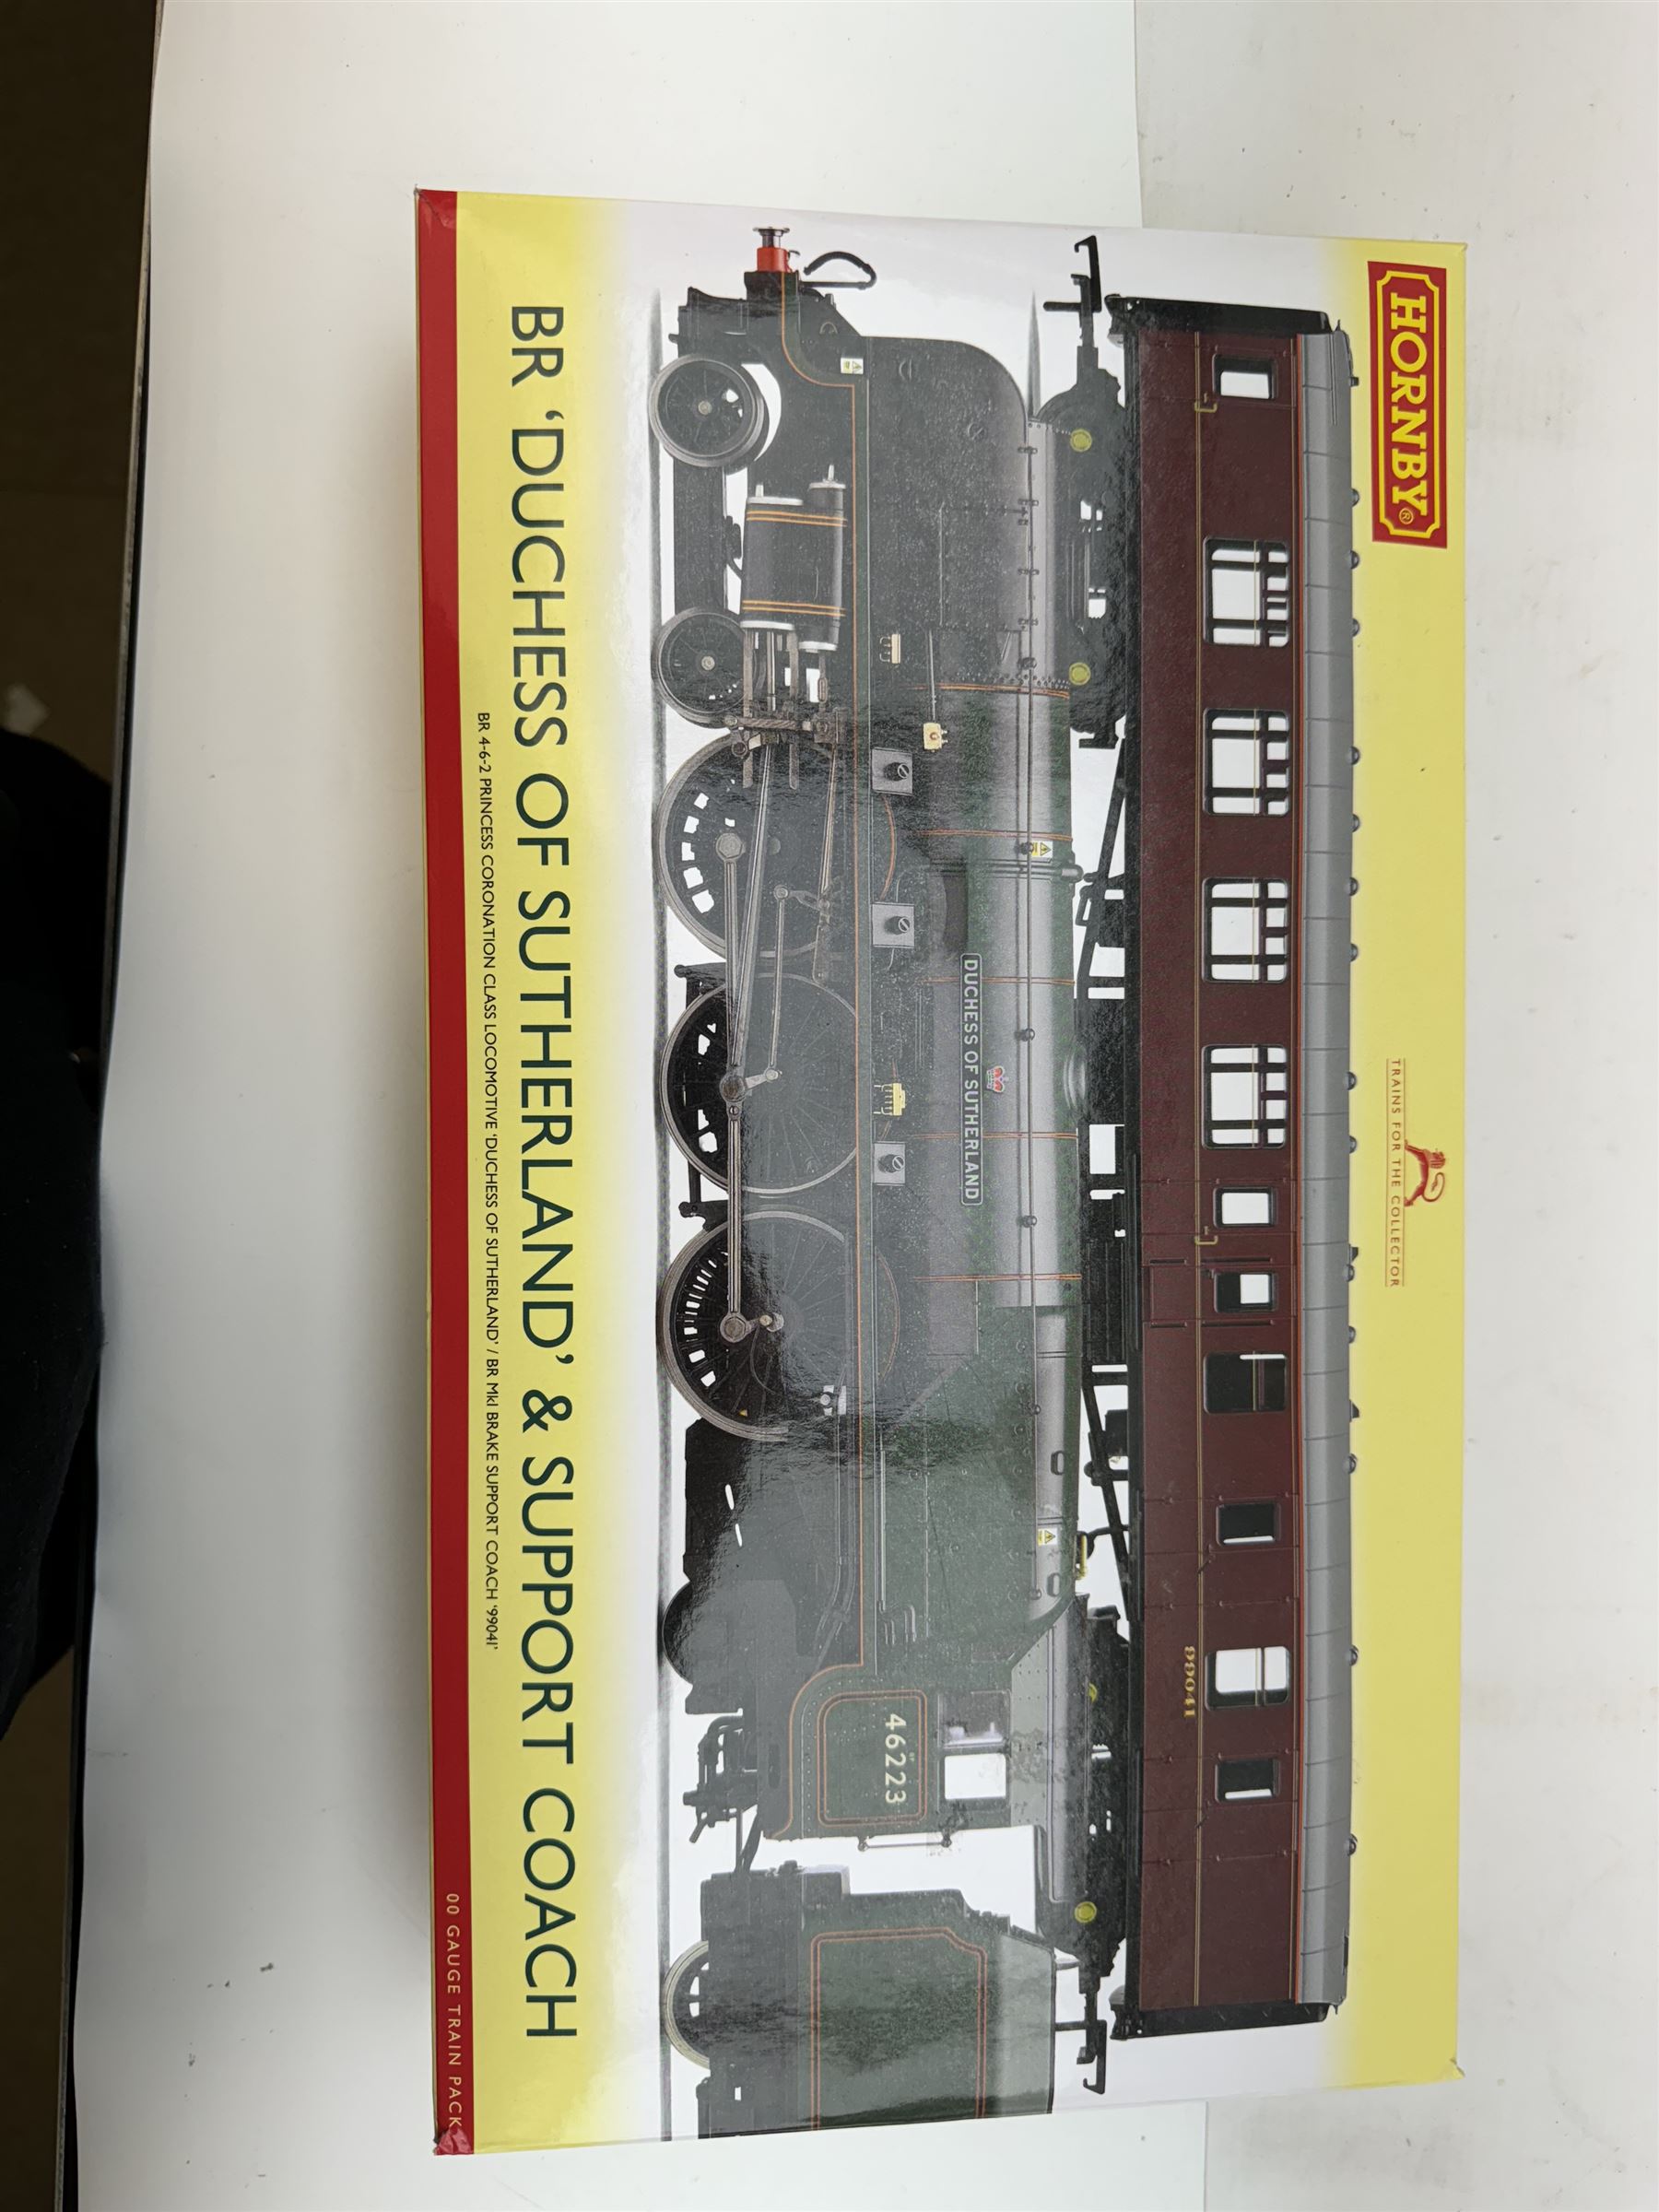 HORNBY®
TRAINS FOR THE COLLECTOR
99041
DUCHESS OF SUTHERLAND
46223
BR ‘DUCHESS OF SUTHERLAND’ & SUPPORT COACH
BR 4-6-2 PRINCESS CORONATION CLASS LOCOMOTIVE ‘DUCHESS OF SUTHERLAND’ / BR Mk1 BRAKE SUPPORT COACH ‘99041’
00 GAUGE TRAIN PACK